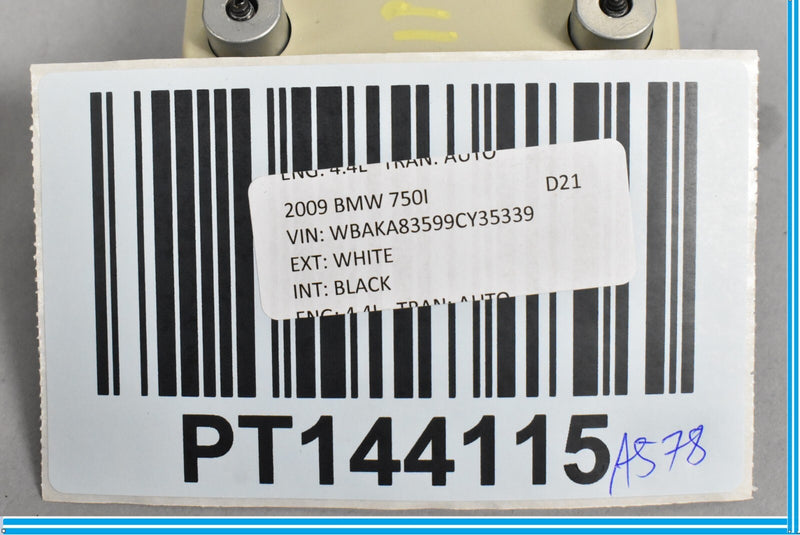 ENG: 4.4L TRAN: AUTO
2009 BMW 750I D21
VIN: WBAKA83599CY35339
EXT: WHITE
INT: BLACK
ENG: 4.4L TRAN: AUTO
PT144115
A578